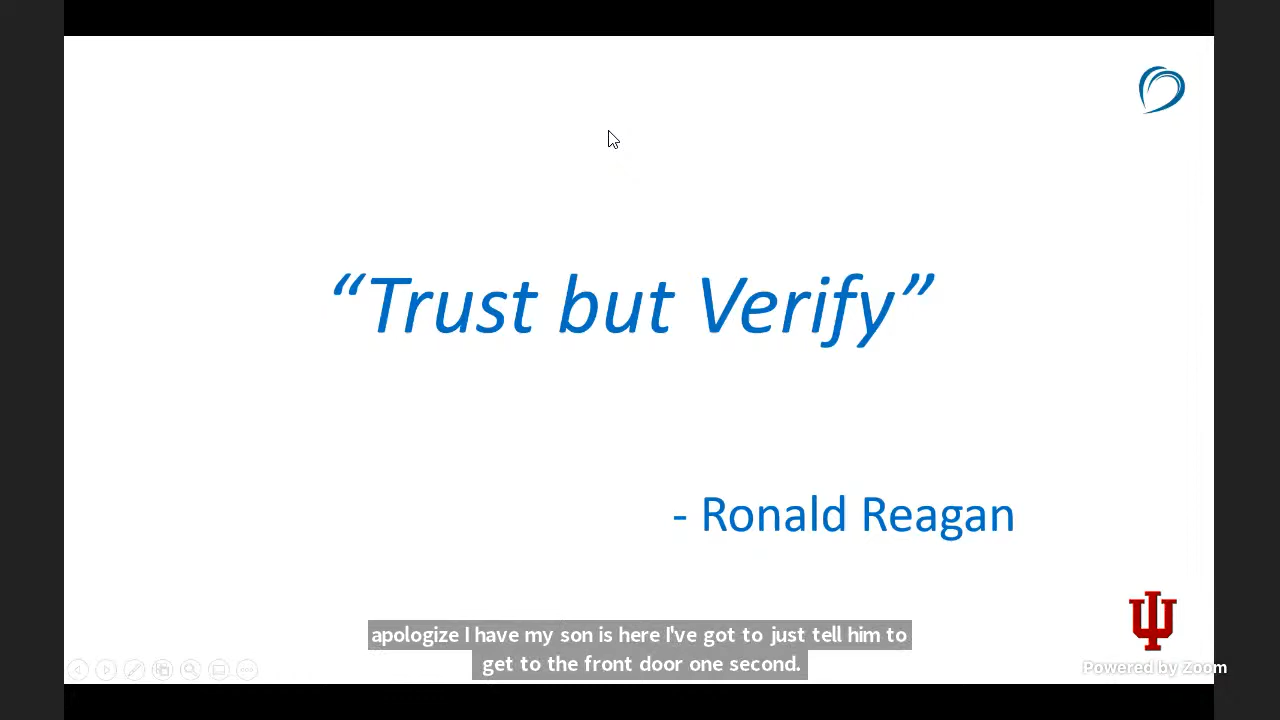 “Trust but Verify”
- Ronald Reagan
apologize I have my son is here I've got to just tell him to
get to the front door one second.
Powered by Zoom